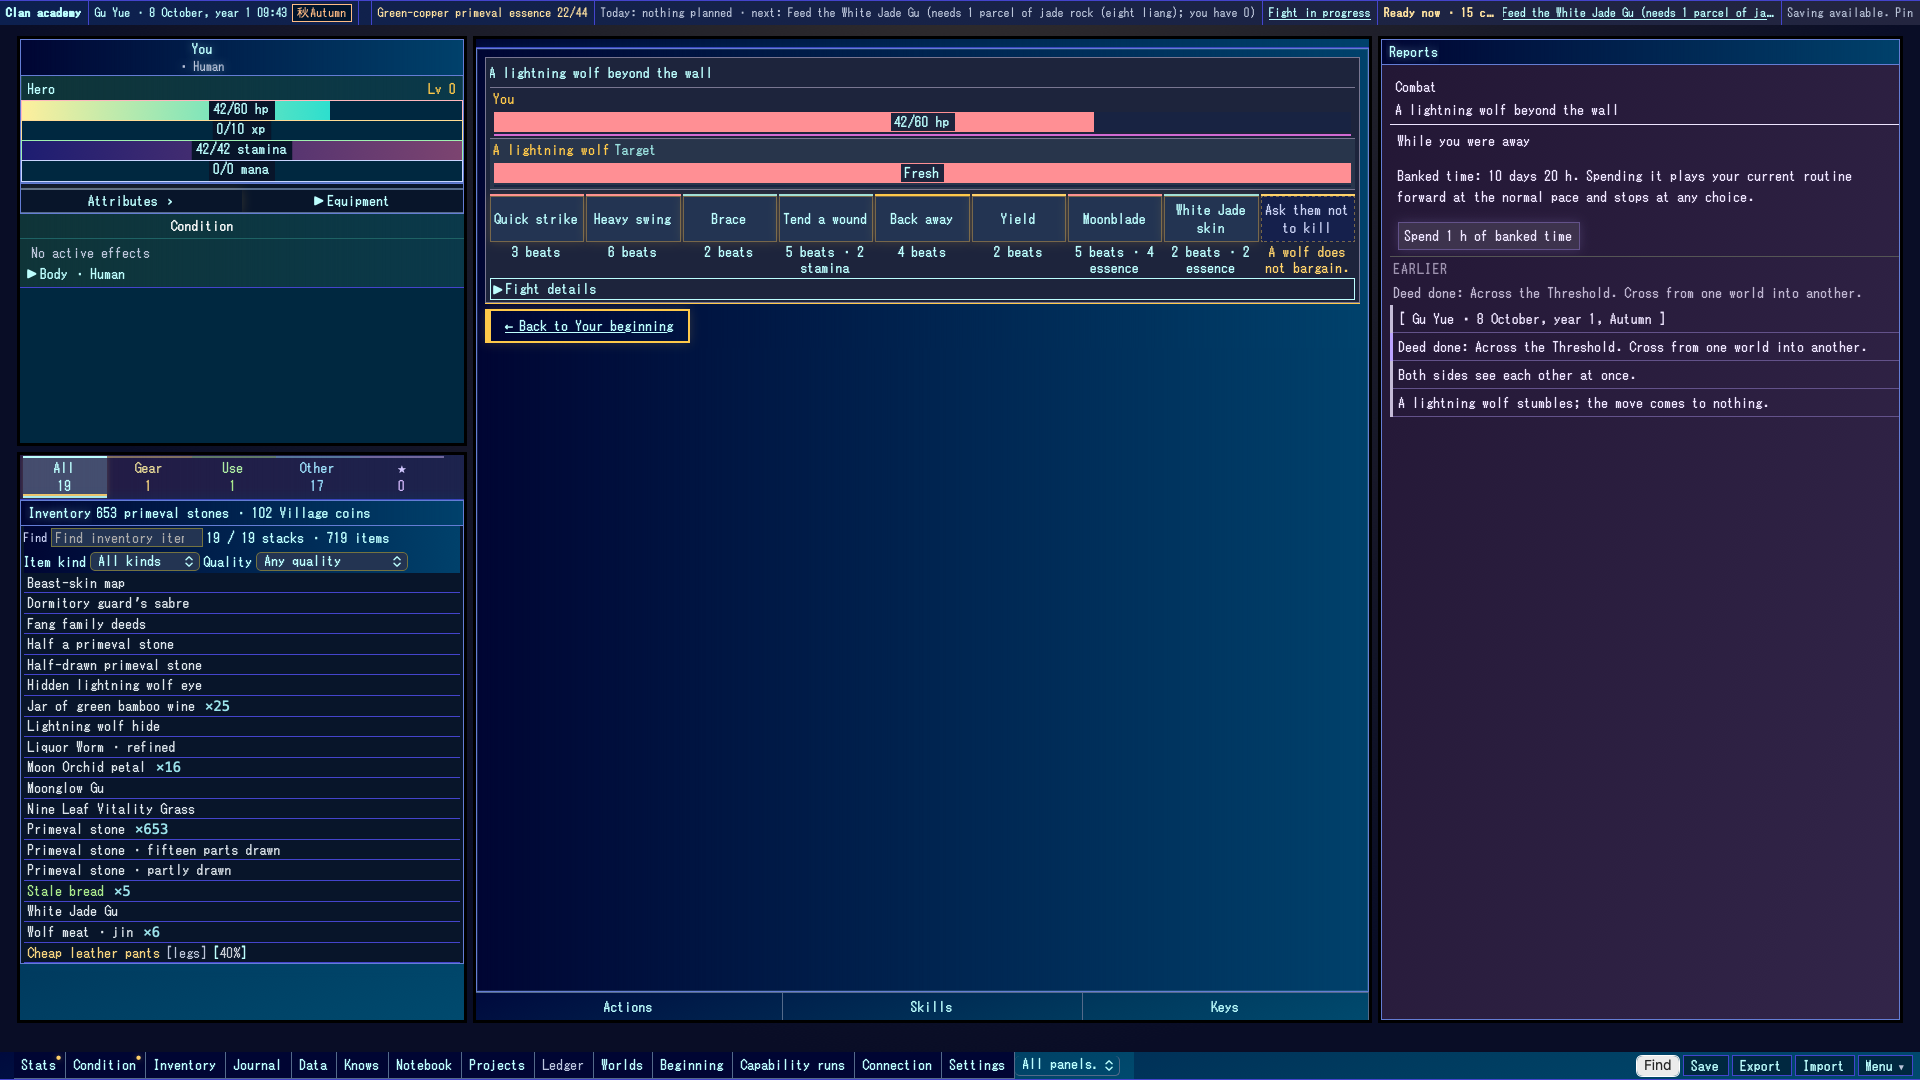 Clan academy
Gu Yue · 8 October, year 1 09:43 秋Autumn
Green-copper primeval essence 22/44
Today: nothing planned · next: Feed the White Jade Gu (needs 1 parcel of jade rock (eight liang); you have 0)
Fight in progress
Ready now · 15 c… Feed the White Jade Gu (needs 1 parcel of ja…
Saving available. Pin
You
· Human
Hero Lv 0
42/60 hp
0/10 xp
42/42 stamina
0/0 mana
Attributes ›
▶Equipment
Condition
No active effects
▶Body · Human
All
19
Gear
1
Use
1
Other
17
★
0
Inventory 653 primeval stones · 102 Village coins
Find Find inventory iter 19 / 19 stacks · 719 items
Item kind All kinds Quality Any quality
Beast-skin map
Dormitory guard's sabre
Fang family deeds
Half a primeval stone
Half-drawn primeval stone
Hidden lightning wolf eye
Jar of green bamboo wine ×25
Lightning wolf hide
Liquor Worm · refined
Moon Orchid petal ×16
Moonglow Gu
Nine Leaf Vitality Grass
Primeval stone ×653
Primeval stone · fifteen parts drawn
Primeval stone · partly drawn
Stale bread ×5
White Jade Gu
Wolf meat · jin ×6
Cheap leather pants [legs] [40%]
A lightning wolf beyond the wall
You
42/60 hp
A lightning wolf Target
Fresh
Quick strike
3 beats
Heavy swing
6 beats
Brace
2 beats
Tend a wound
5 beats · 2 stamina
Back away
4 beats
Yield
2 beats
Moonblade
5 beats · 4 essence
White Jade skin
2 beats · 2 essence
Ask them not to kill
A wolf does not bargain.
▶Fight details
← Back to Your beginning
Actions
Skills
Keys
Reports
Combat
A lightning wolf beyond the wall
While you were away
Banked time: 10 days 20 h. Spending it plays your current routine
forward at the normal pace and stops at any choice.
Spend 1 h of banked time
EARLIER
Deed done: Across the Threshold. Cross from one world into another.
[ Gu Yue · 8 October, year 1, Autumn ]
Deed done: Across the Threshold. Cross from one world into another.
Both sides see each other at once.
A lightning wolf stumbles; the move comes to nothing.
Stats
Condition
Inventory
Journal
Data
Knows
Notebook
Projects
Ledger
Worlds
Beginning
Capability runs
Connection
Settings
All panels.
Find
Save
Export
Import
Menu ▾